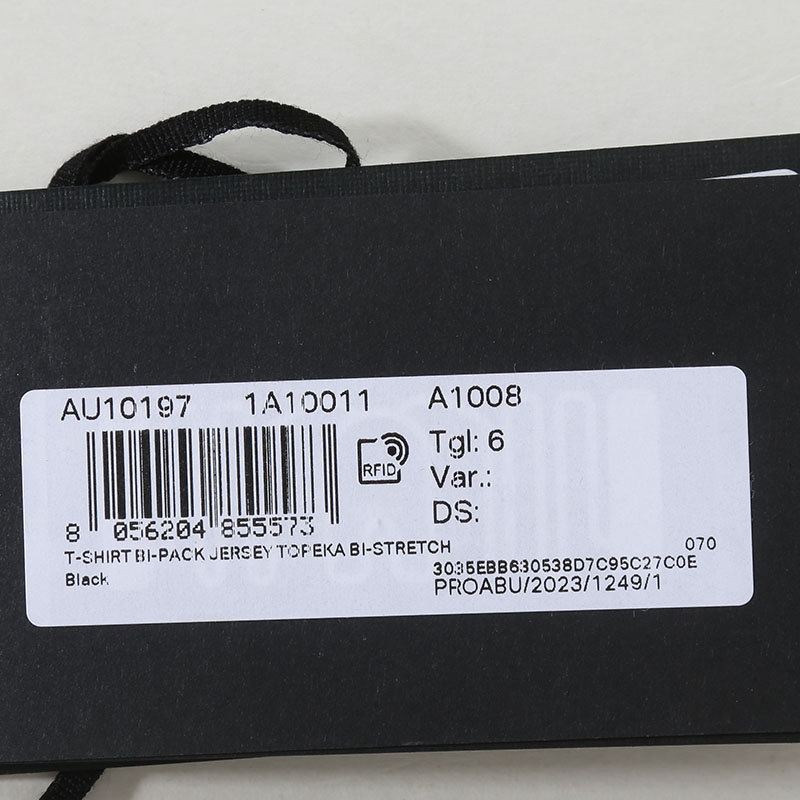 AU10197 1A10011 A1008
RFID
Tgl: 6
Var.:
DS:
8 056204 855573
T-SHIRT BI-PACK JERSEY TOPEKA BI-STRETCH
Black
070
3035EBB630538D7C95C27C0E
PROABU/2023/1249/1